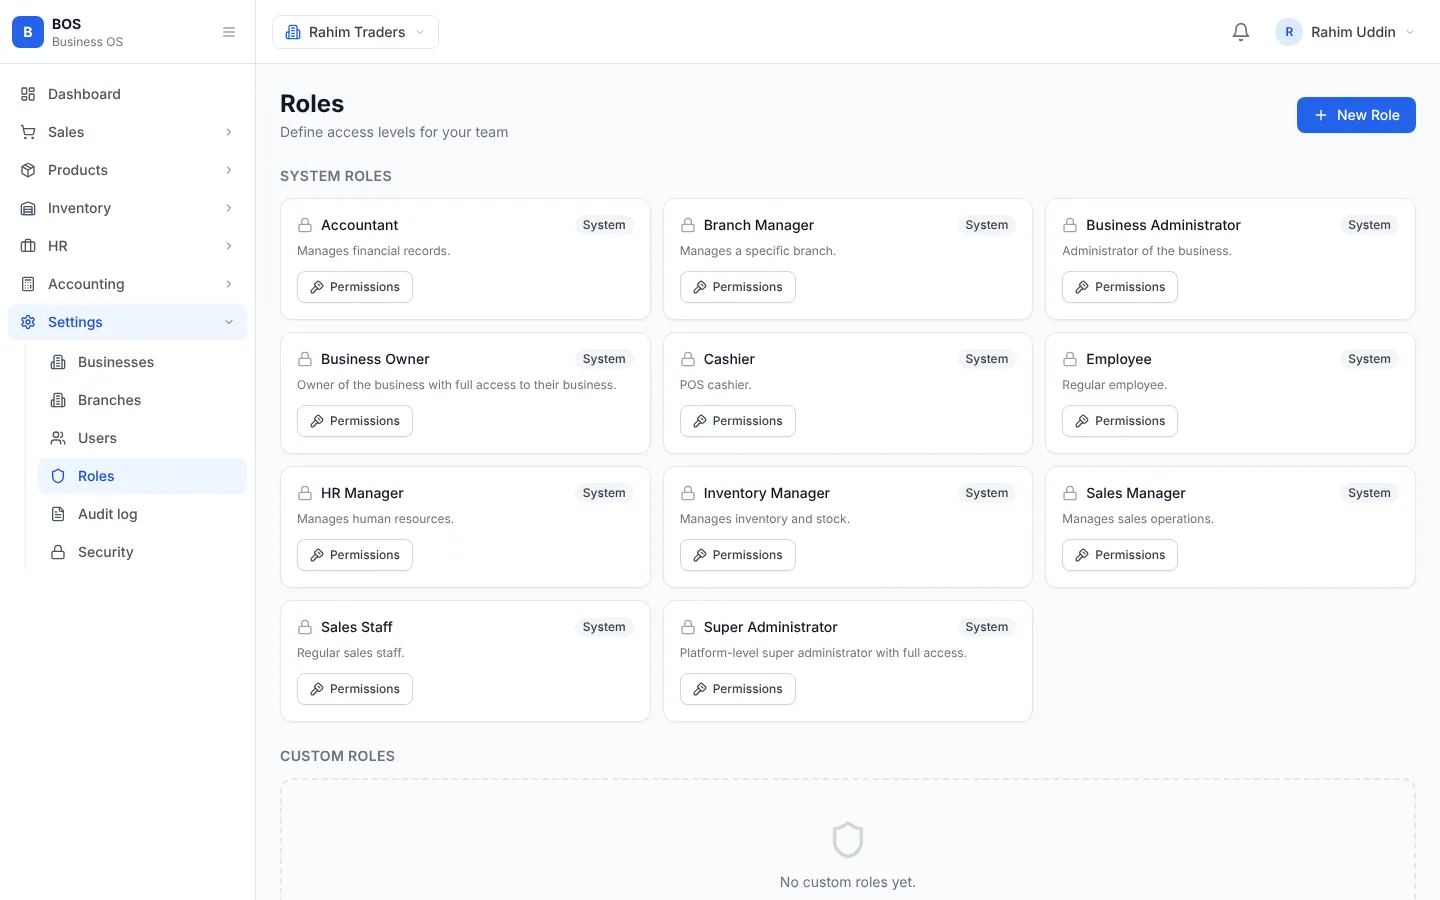 B
BOS
Business OS
Rahim Traders
R
Rahim Uddin
Dashboard
Sales
Products
Inventory
HR
Accounting
Settings
Businesses
Branches
Users
Roles
Audit log
Security
Roles
Define access levels for your team
New Role
SYSTEM ROLES
Accountant
System
Manages financial records.
Permissions
Branch Manager
System
Manages a specific branch.
Permissions
Business Administrator
System
Administrator of the business.
Permissions
Business Owner
System
Owner of the business with full access to their business.
Permissions
Cashier
System
POS cashier.
Permissions
Employee
System
Regular employee.
Permissions
HR Manager
System
Manages human resources.
Permissions
Inventory Manager
System
Manages inventory and stock.
Permissions
Sales Manager
System
Manages sales operations.
Permissions
Sales Staff
System
Regular sales staff.
Permissions
Super Administrator
System
Platform-level super administrator with full access.
Permissions
CUSTOM ROLES
No custom roles yet.